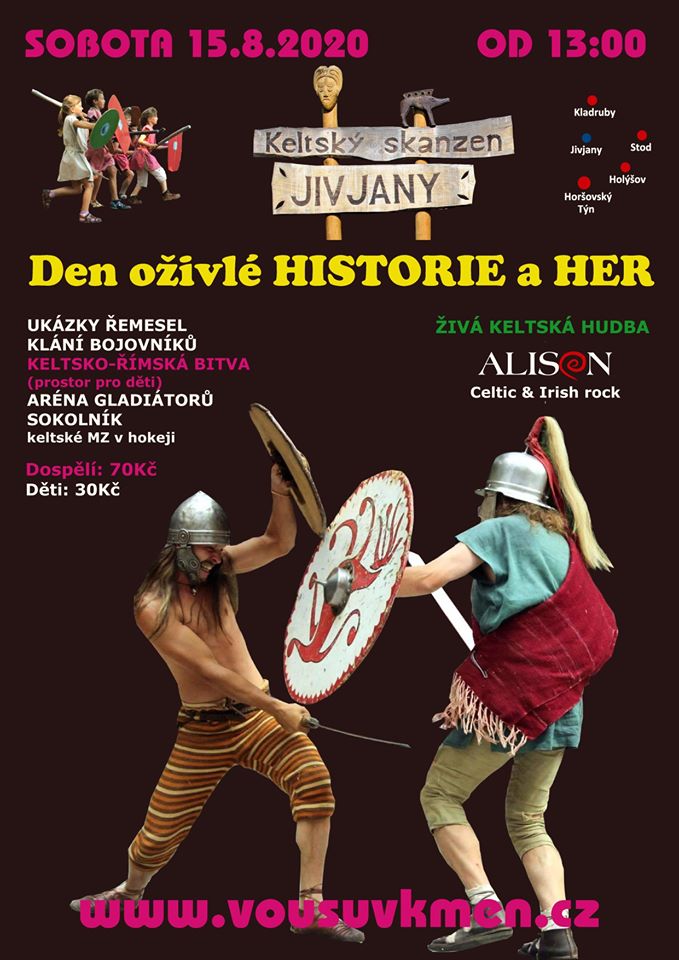 SOBOTA 15.8.2020 OD 13:00
Keltský skanzen
JIVJANY
Kladruby
Jivjany
Stod
Holýšov
Horšovský
Týn
Den oživlé HISTORIE a HER
UKÁZKY ŘEMESEL
KLÁNÍ BOJOVNÍKŮ
KELTSKO-ŘÍMSKÁ BITVA
(prostor pro děti)
ARÉNA GLADIÁTORŮ
SOKOLNÍK
keltské MZ v hokeji
Dospělí: 70Kč
Děti: 30Kč
ŽIVÁ KELTSKÁ HUDBA
ALISON
Celtic & Irish rock
www.vousuvkmen.cz